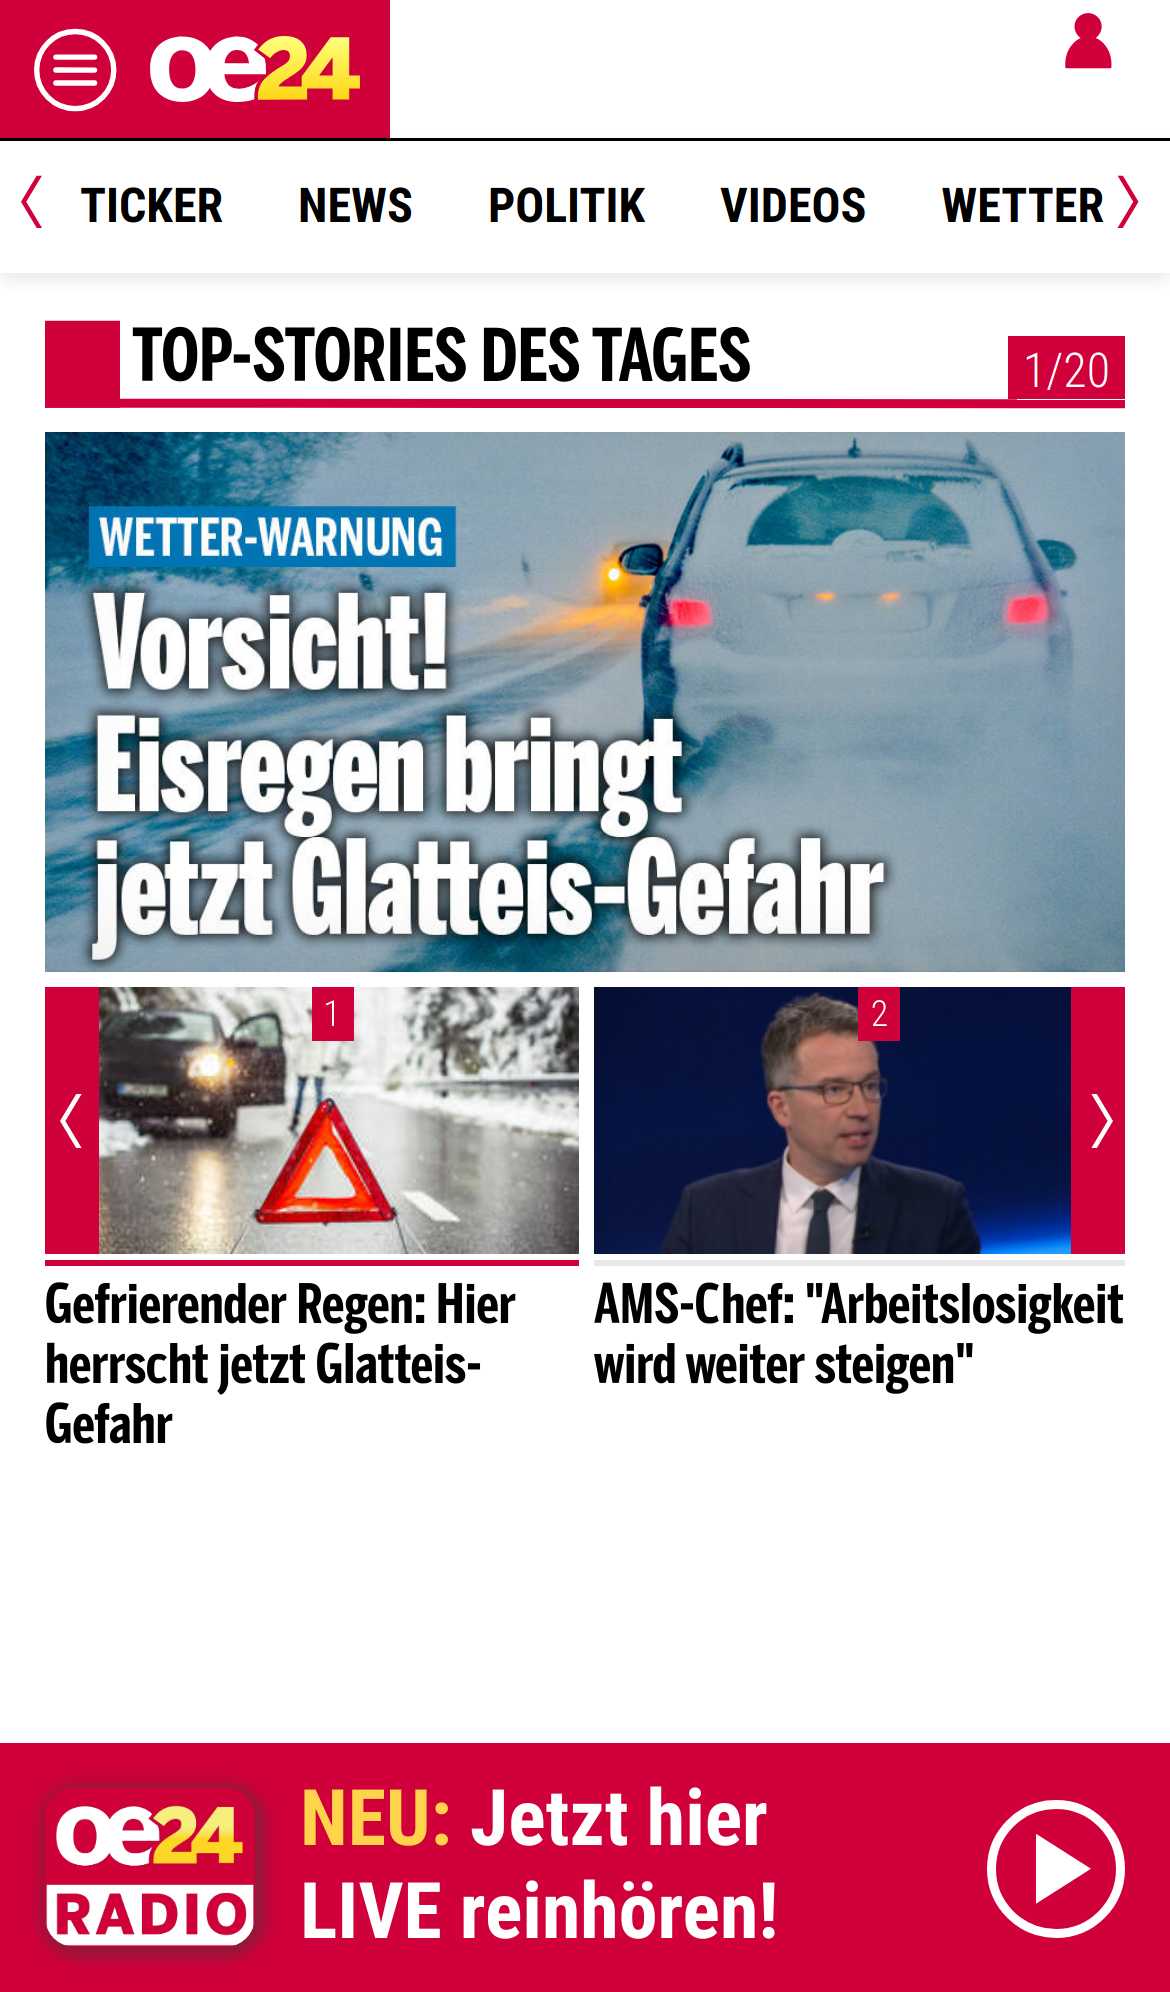 oe24
TICKER NEWS POLITIK VIDEOS WETTER
TOP-STORIES DES TAGES
1/20
WETTER-WARNUNG
Vorsicht!
Eisregen bringt
jetzt Glatteis-Gefahr
1
2
Gefrierender Regen: Hier
herrscht jetzt Glatteis-
Gefahr
AMS-Chef: "Arbeitslosigkeit
wird weiter steigen"
oe24
RADIO
NEU: Jetzt hier
LIVE reinhören!